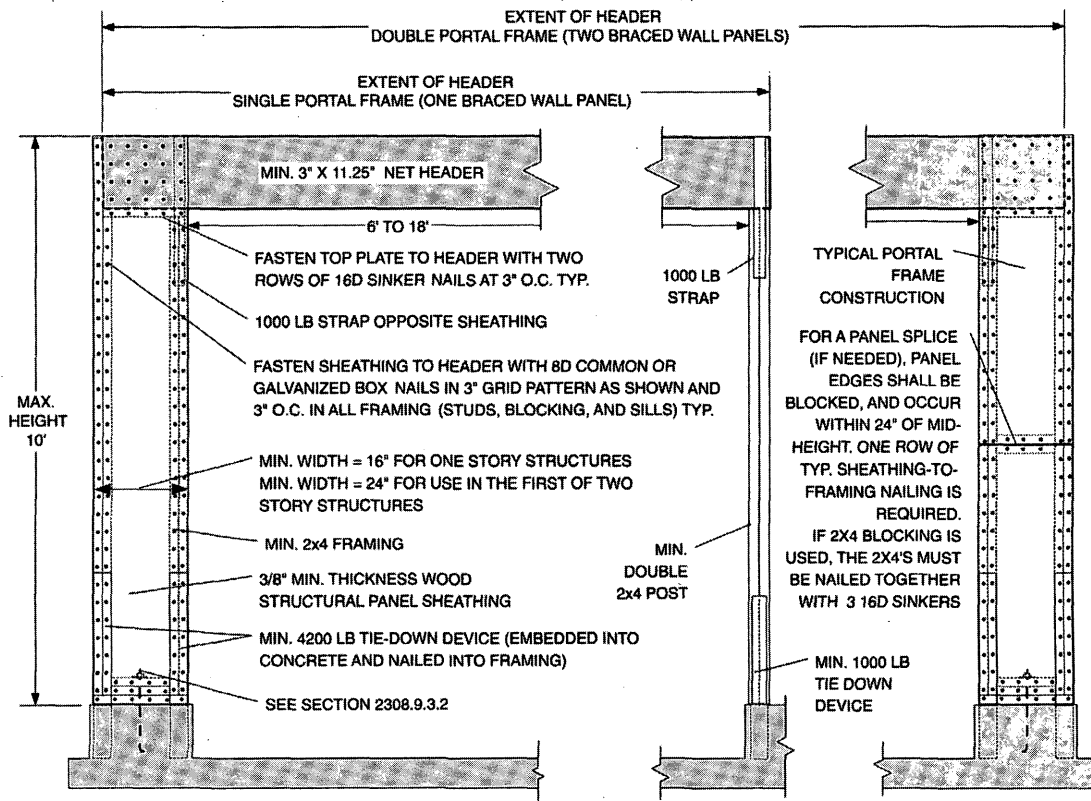 EXTENT OF HEADER
DOUBLE PORTAL FRAME (TWO BRACED WALL PANELS)
EXTENT OF HEADER
SINGLE PORTAL FRAME (ONE BRACED WALL PANEL)
MIN. 3" X 11.25" NET HEADER
6' TO 18'
FASTEN TOP PLATE TO HEADER WITH TWO
ROWS OF 16D SINKER NAILS AT 3" O.C. TYP.
1000 LB STRAP OPPOSITE SHEATHING
FASTEN SHEATHING TO HEADER WITH 8D COMMON OR
GALVANIZED BOX NAILS IN 3" GRID PATTERN AS SHOWN AND
3" O.C. IN ALL FRAMING (STUDS, BLOCKING, AND SILLS) TYP.
MAX.
HEIGHT
10'
MIN. WIDTH = 16" FOR ONE STORY STRUCTURES
MIN. WIDTH = 24" FOR USE IN THE FIRST OF TWO
STORY STRUCTURES
MIN. 2x4 FRAMING
3/8" MIN. THICKNESS WOOD
STRUCTURAL PANEL SHEATHING
MIN. 4200 LB TIE-DOWN DEVICE (EMBEDDED INTO
CONCRETE AND NAILED INTO FRAMING)
SEE SECTION 2308.9.3.2
1000 LB
STRAP
MIN.
DOUBLE
2x4 POST
MIN. 1000 LB
TIE DOWN
DEVICE
TYPICAL PORTAL
FRAME
CONSTRUCTION
FOR A PANEL SPLICE
(IF NEEDED), PANEL
EDGES SHALL BE
BLOCKED, AND OCCUR
WITHIN 24" OF MID-
HEIGHT. ONE ROW OF
TYP. SHEATHING-TO-
FRAMING NAILING IS
REQUIRED.
IF 2X4 BLOCKING IS
USED, THE 2X4'S MUST
BE NAILED TOGETHER
WITH 3 16D SINKERS